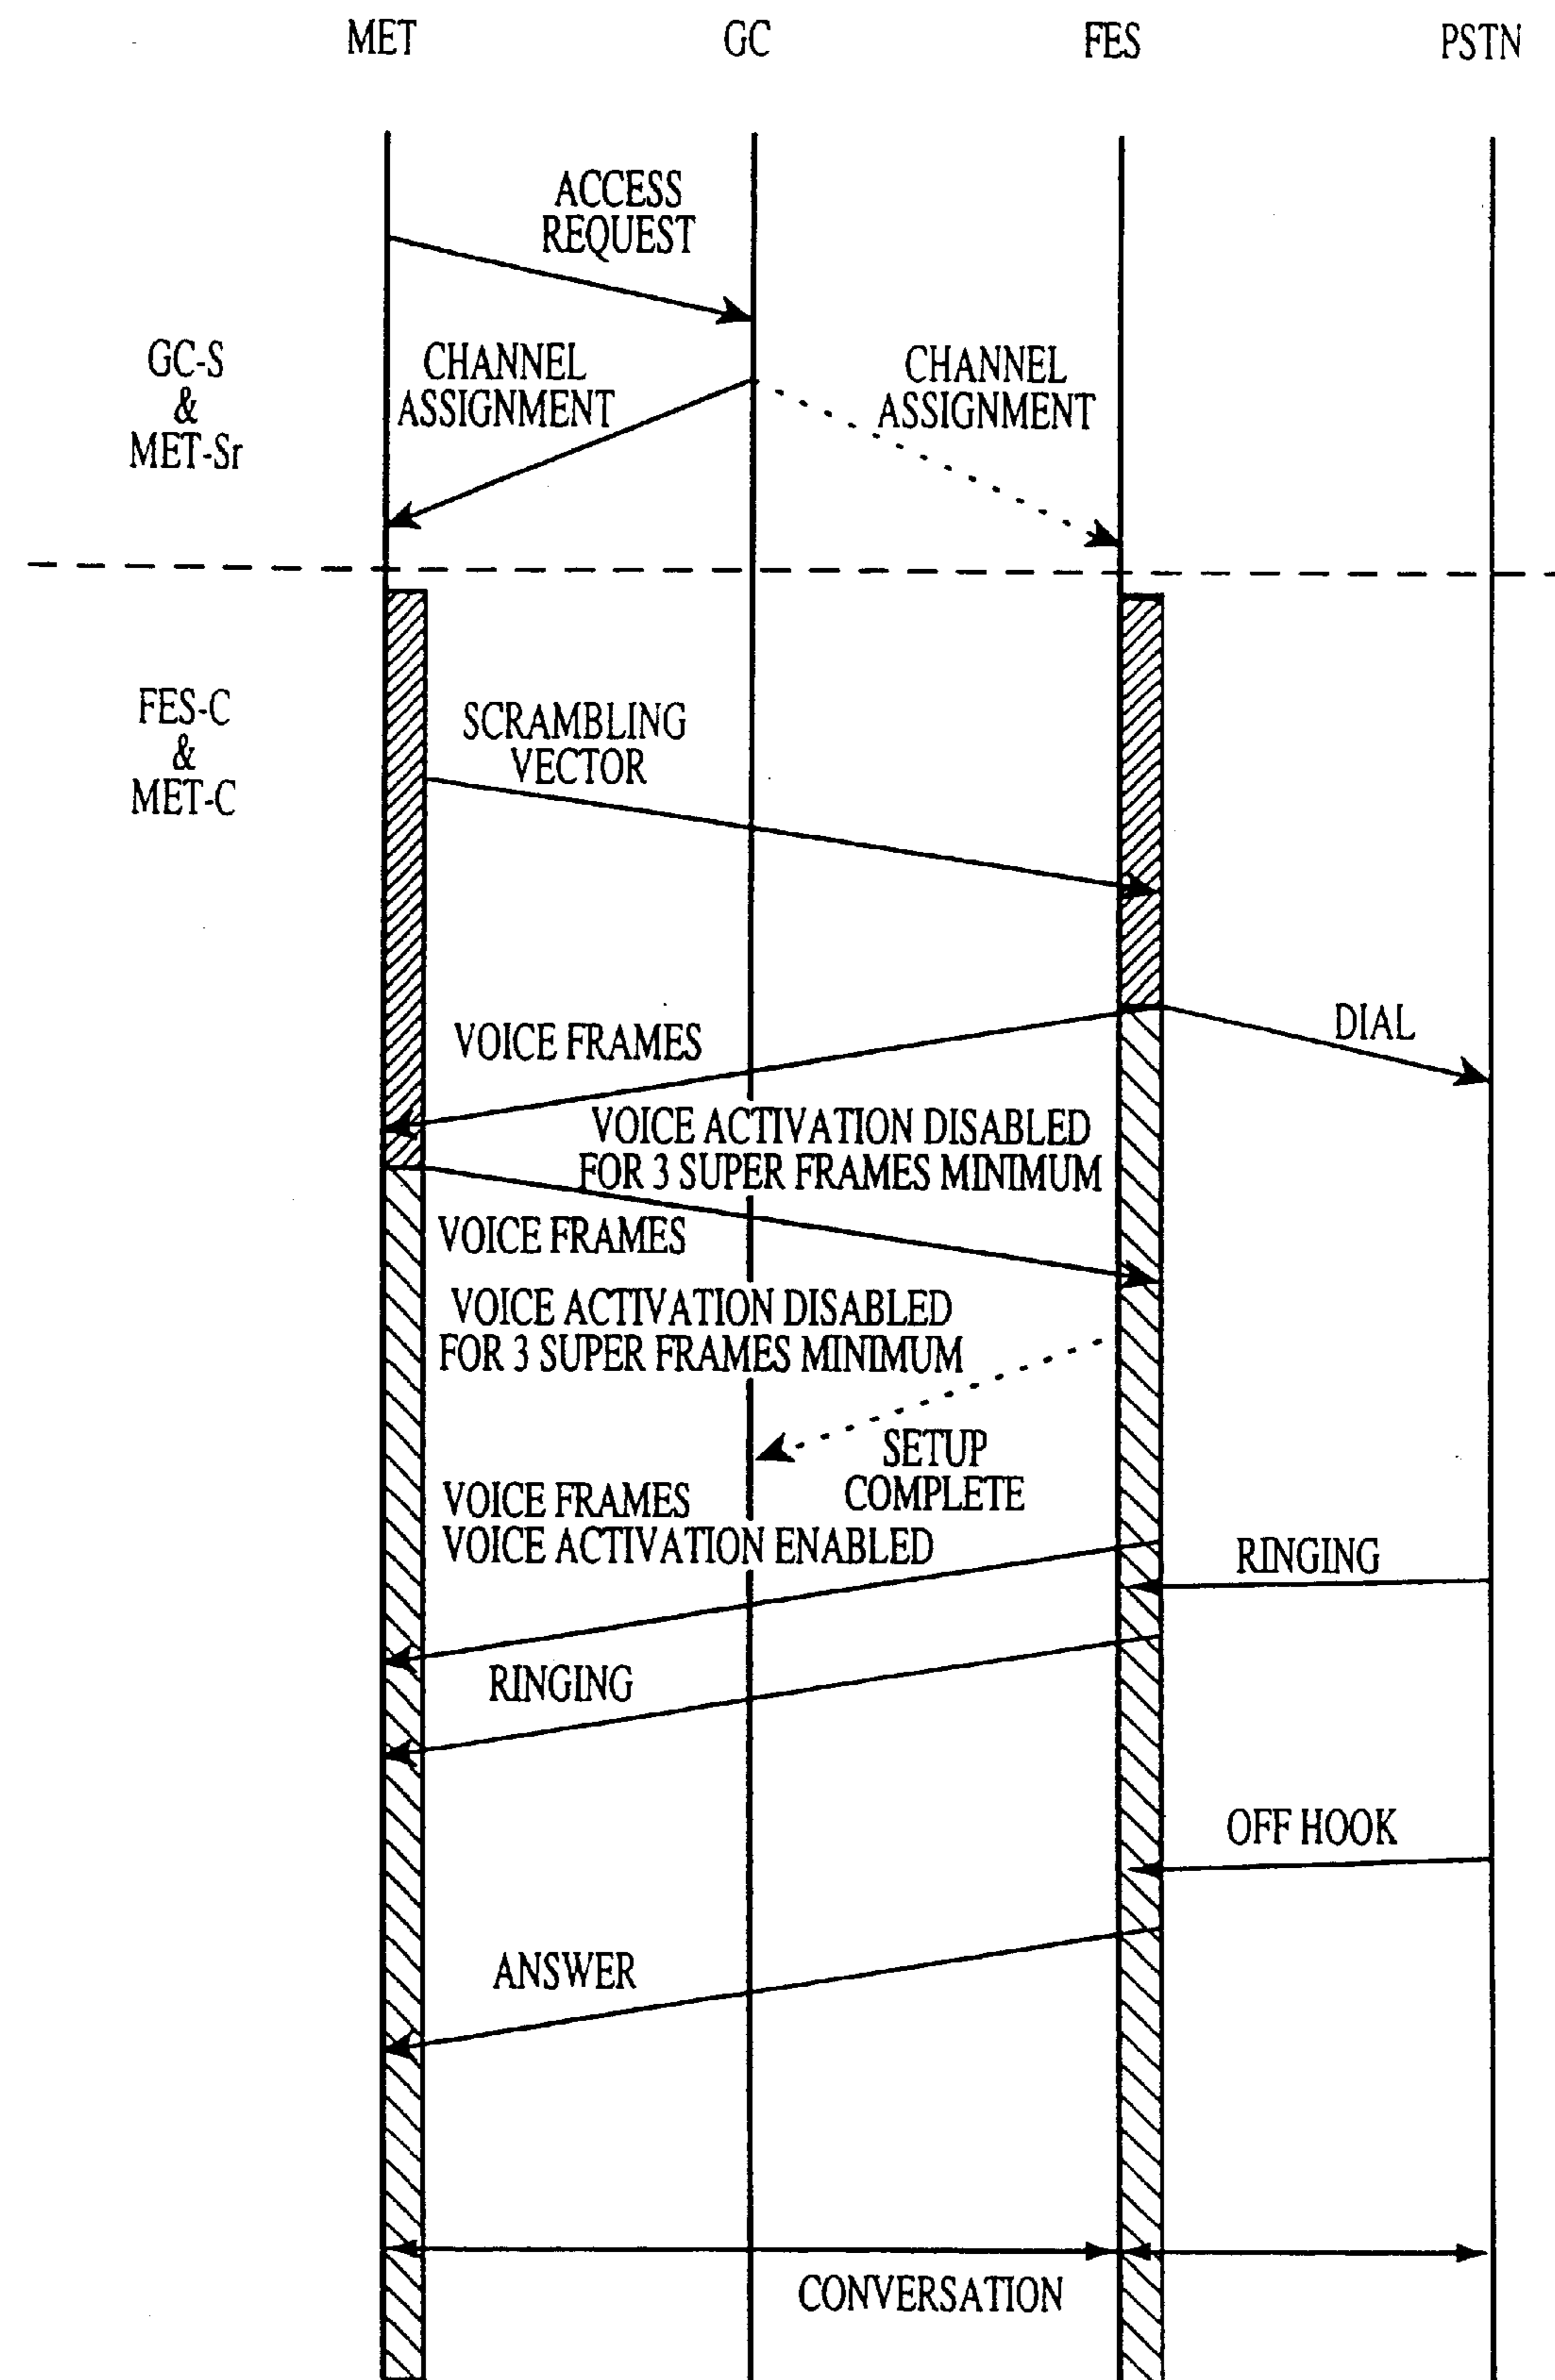 MET GC FES PSTN
ACCESS
REQUEST
GC-S
&
MET-Sr
CHANNEL
ASSIGNMENT
CHANNEL
ASSIGNMENT
FES-C
&
MET-C
SCRAMBLING
VECTOR
VOICE FRAMES
DIAL
VOICE ACTIVATION DISABLED
FOR 3 SUPER FRAMES MINIMUM
VOICE FRAMES
VOICE ACTIVATION DISABLED
FOR 3 SUPER FRAMES MINIMUM
SETUP
COMPLETE
VOICE FRAMES
VOICE ACTIVATION ENABLED
RINGING
RINGING
OFF HOOK
ANSWER
CONVERSATION